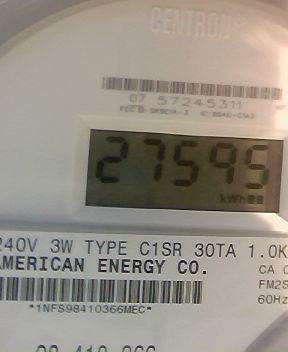 CENTRON
07 57245311
27595
kWh
240V 3W TYPE C1SR 30TA 1.0K
AMERICAN ENERGY CO.
CA 0
FM2S
60Hz
*1NFS98410366MEC*